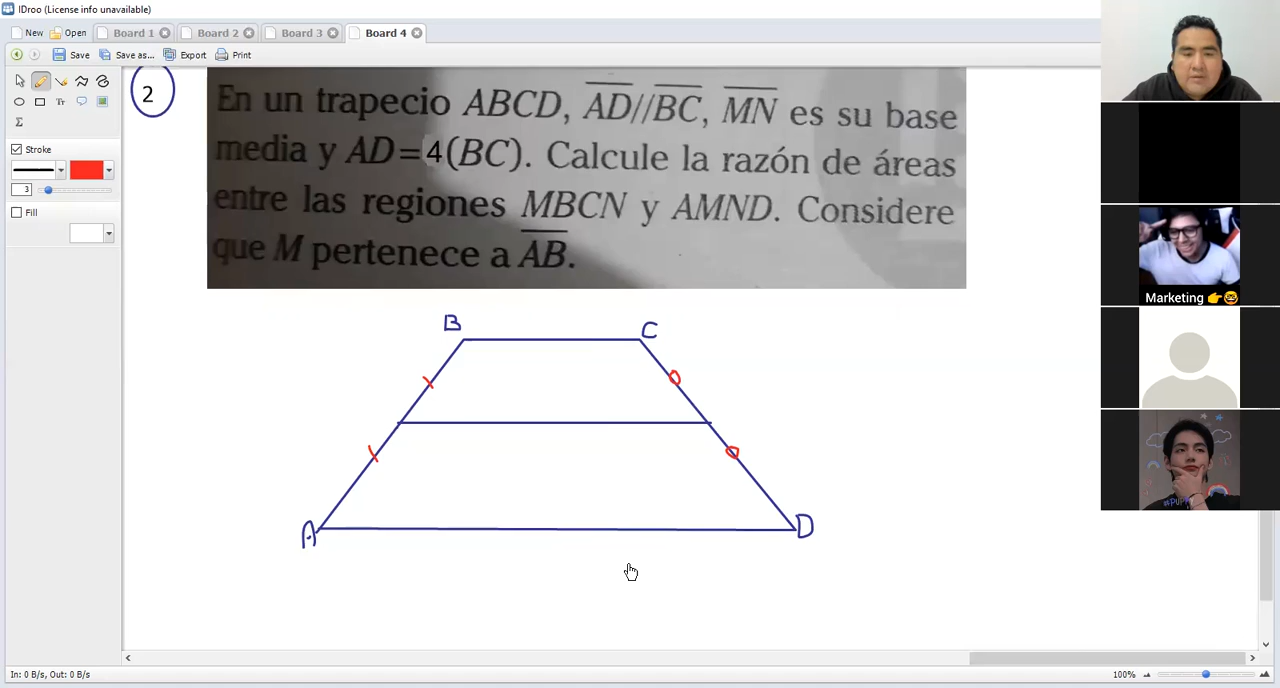 IDroo (License info unavailable)
New Open Board 1 Board 2 Board 3 Board 4
Save Save as... Export Print
Tr
Σ
Stroke
3
Fill
2
En un trapecio ABCD, AD//BC, MN es su base
media y AD=4(BC). Calcule la razón de áreas
entre las regiones MBCN y AMND. Considere
que M pertenece a AB.
B
C
A
D
Marketing 👉🤓
In: 0 B/s, Out: 0 B/s
100%